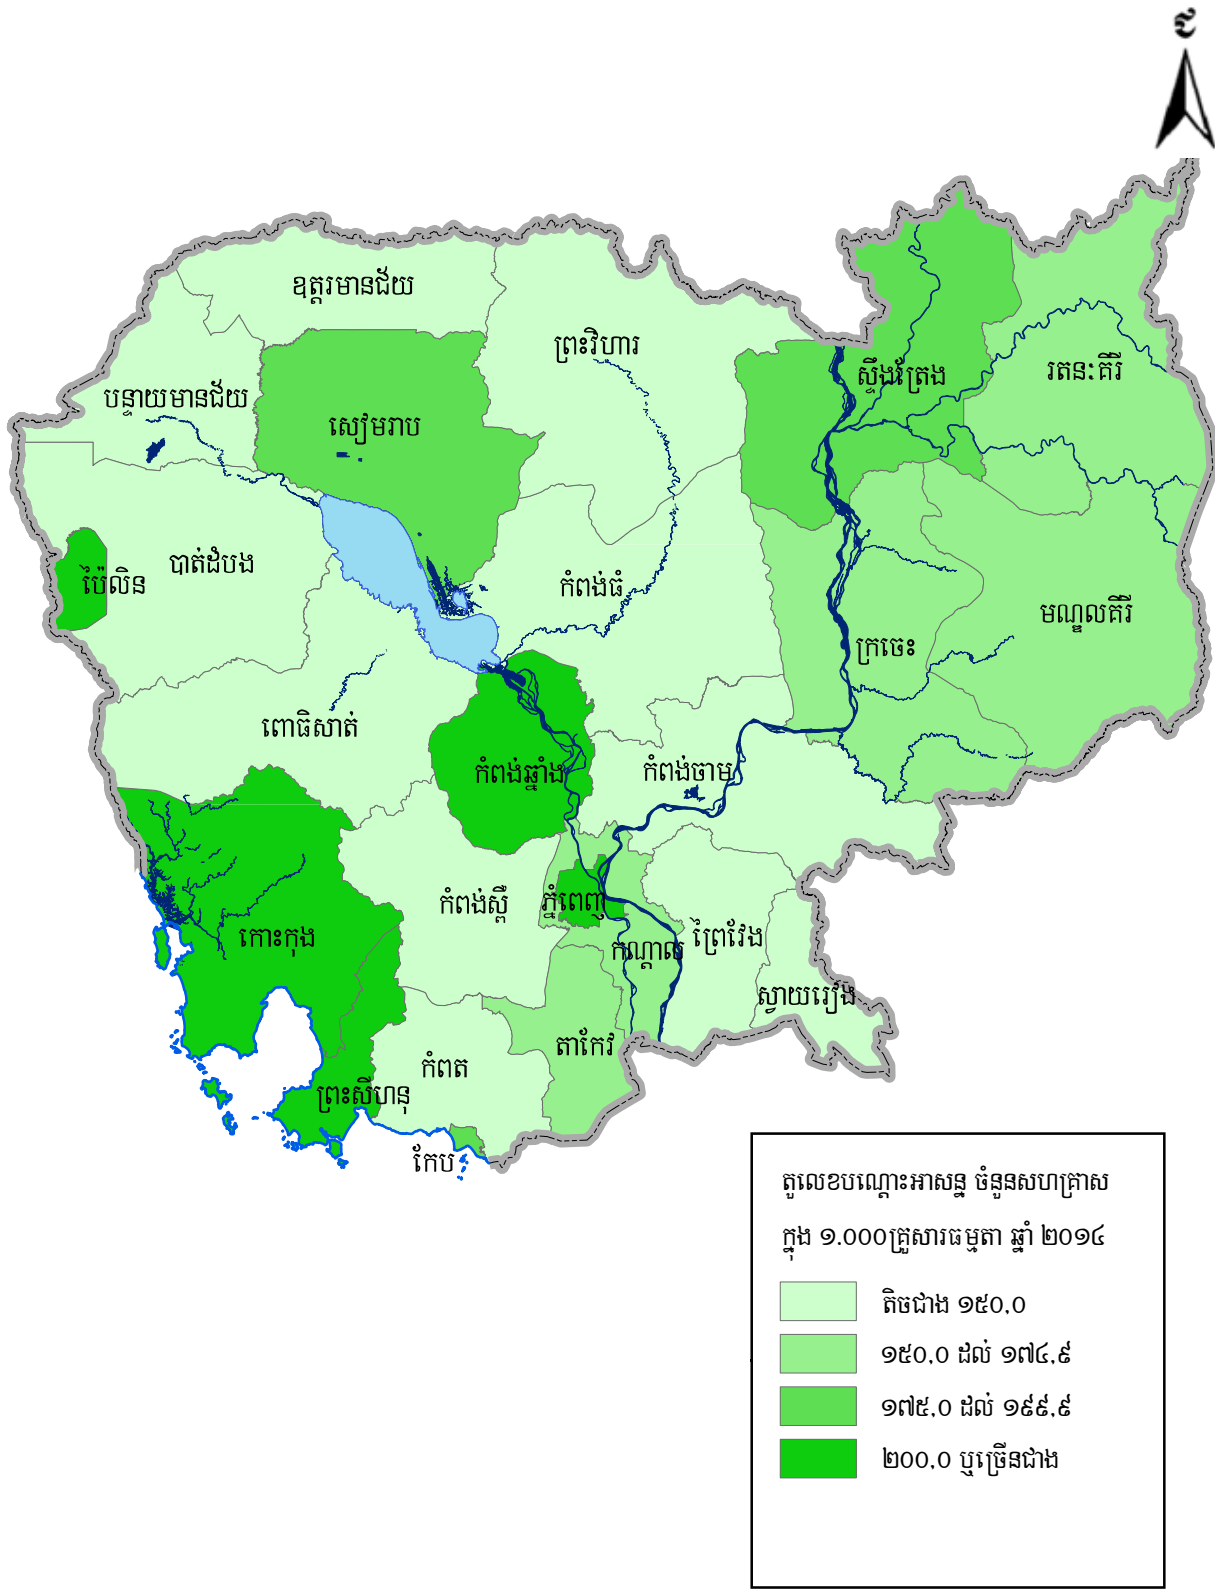 ជ
ឧត្តរមានជ័យ
ព្រះវិហារ
ស្ទឹងត្រែង
រតនៈគីរី
បន្ទាយមានជ័យ
សៀមរាប
បាត់ដំបង
ប៉ៃលិន
កំពង់ធំ
មណ្ឌលគីរី
ក្រចេះ
ពោធិសាត់
កំពង់ឆ្នាំង
កំពង់ចាម
កំពង់ស្ពឺ
ភ្នំពេញ
កោះកុង
កណ្តាល
ព្រៃវែង
ស្វាយរៀង
តាកែវ
កំពត
ព្រះសីហនុ
កែប
តួលេខបណ្តោះអាសន្ន ចំនួនសហគ្រាស
ក្នុង ១.០០០គ្រួសារធម្មតា ឆ្នាំ ២០១៤
តិចជាង ១៥០,០
១៥០,០ ដល់ ១៧៤,៩
១៧៥,០ ដល់ ១៩៩,៩
២០០,០ ឬច្រើនជាង